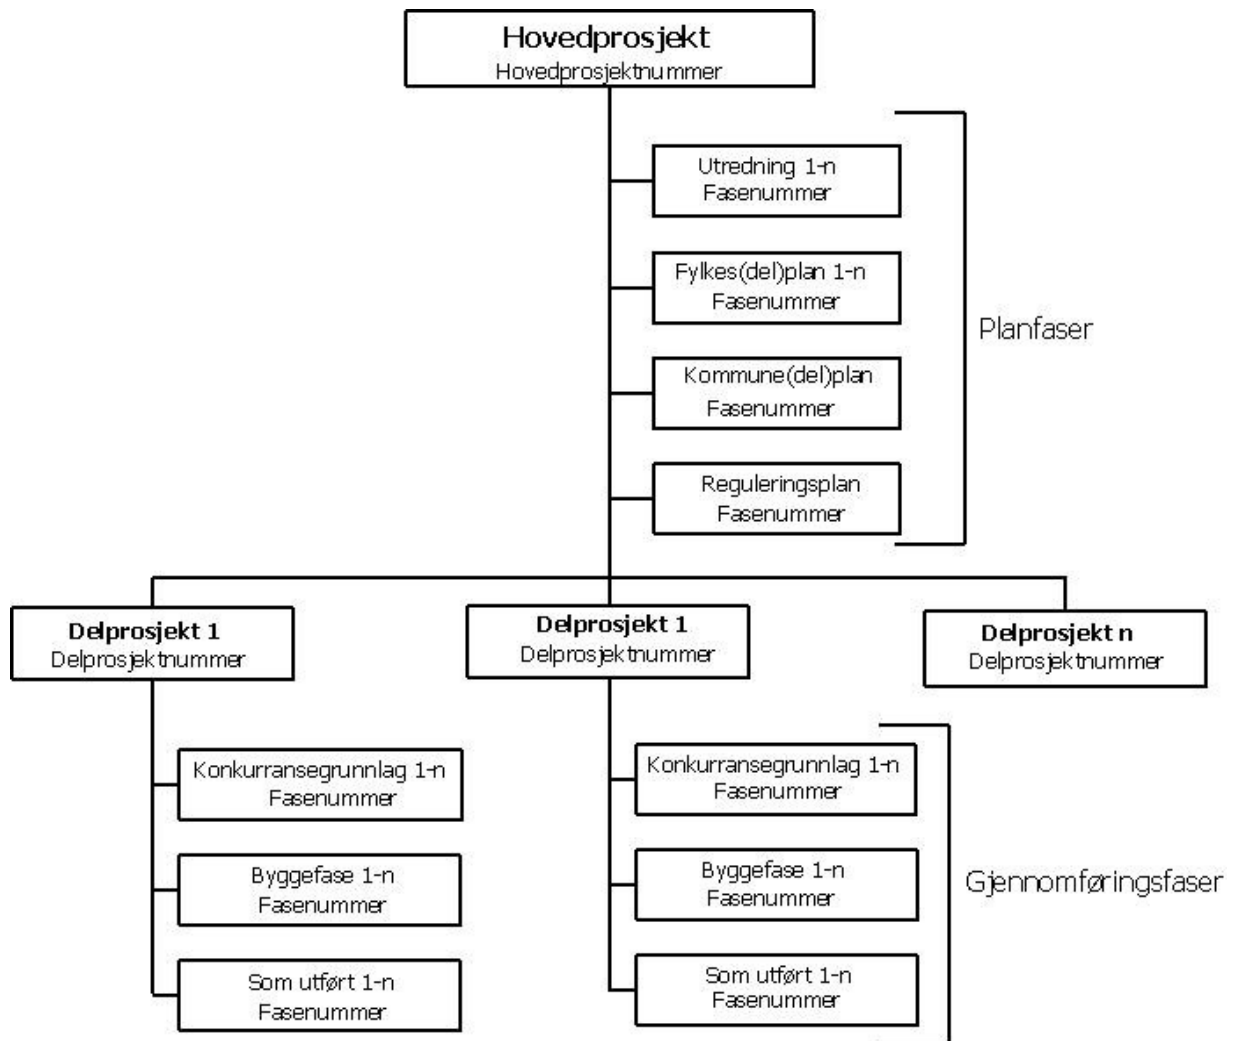 Hovedprosjekt
Hovedprosjektnummer
Utredning 1-n
Fasenummer
Fylkes(del)plan 1-n
Fasenummer
Kommune(del)plan
Fasenummer
Reguleringsplan
Fasenummer
Planfaser
Delprosjekt 1
Delprosjektnummer
Konkurransegrunnlag 1-n
Fasenummer
Byggefase 1-n
Fasenummer
Som utført 1-n
Fasenummer
Delprosjekt 1
Delprosjektnummer
Konkurransegrunnlag 1-n
Fasenummer
Byggefase 1-n
Fasenummer
Som utført 1-n
Fasenummer
Delprosjekt n
Delprosjektnummer
Gjennomføringsfaser